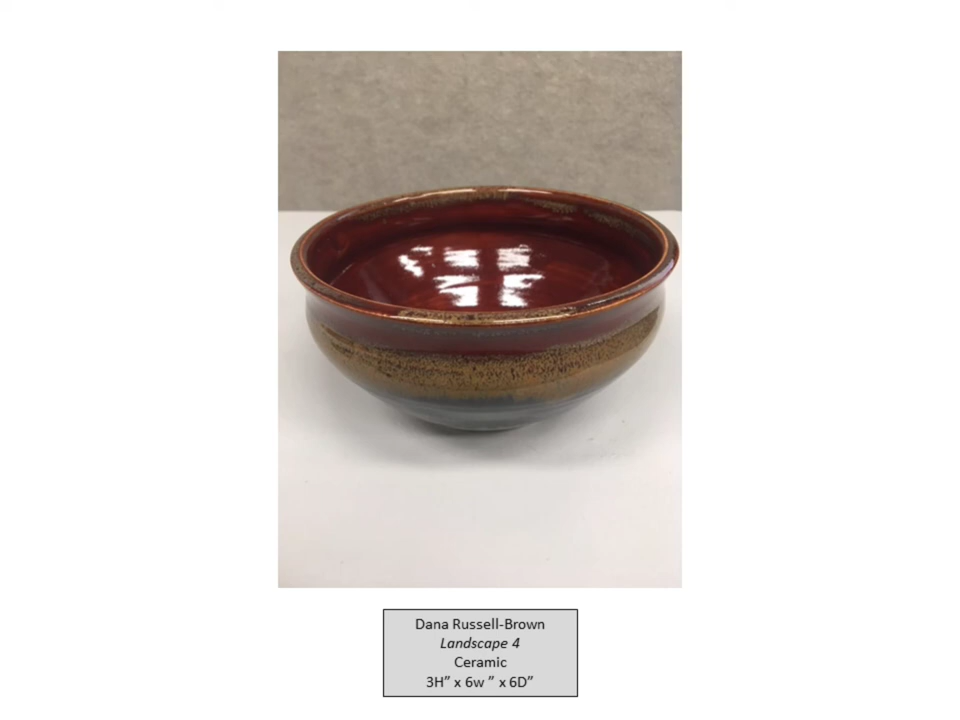 Dana Russell-Brown
Landscape 4
Ceramic
3H” x 6w ” x 6D”